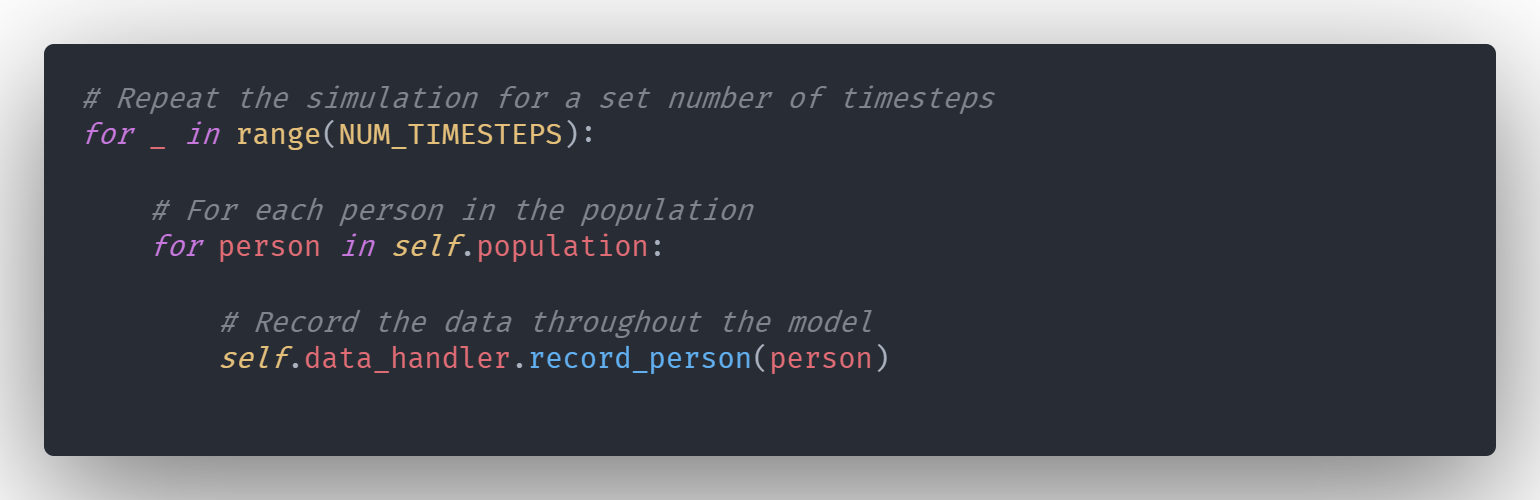 # Repeat the simulation for a set number of timesteps
for _ in range(NUM_TIMESTEPS):
    # For each person in the population
    for person in self.population:
        # Record the data throughout the model
        self.data_handler.record_person(person)